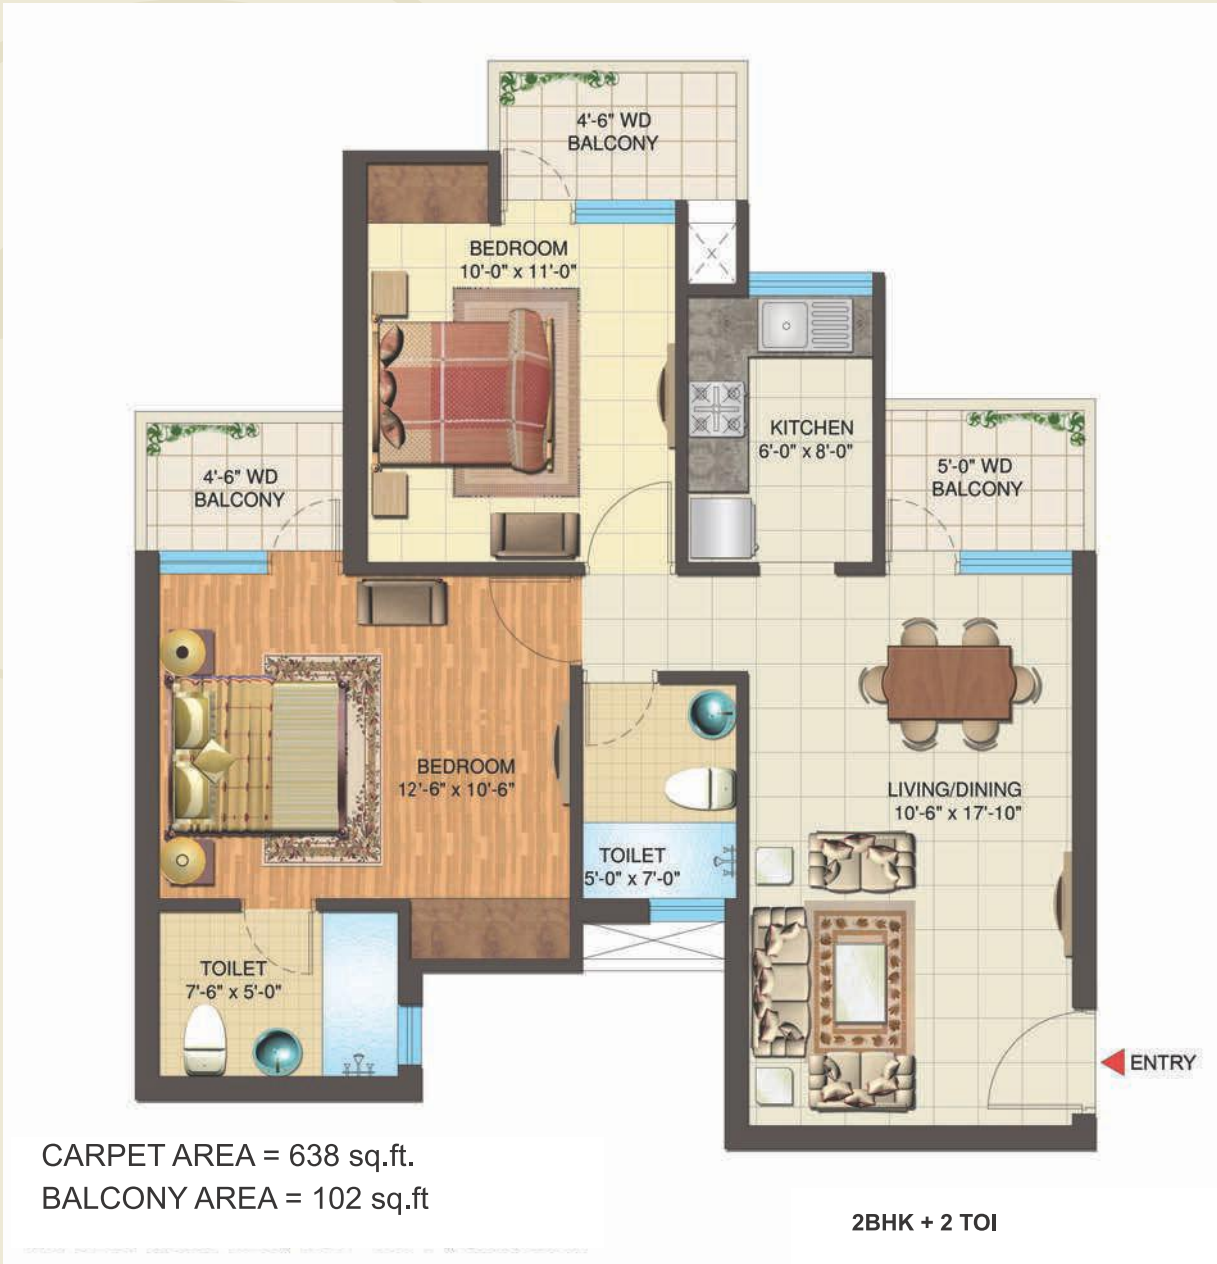 4'-6" WD
BALCONY
BEDROOM
10'-0" x 11'-0"
KITCHEN
6'-0" x 8'-0"
4'-6" WD
BALCONY
5'-0" WD
BALCONY
BEDROOM
12'-6" x 10'-6"
LIVING/DINING
10'-6" x 17'-10"
TOILET
5'-0" x 7'-0"
TOILET
7'-6" x 5'-0"
ENTRY
CARPET AREA = 638 sq.ft.
BALCONY AREA = 102 sq.ft
2BHK + 2 TOI